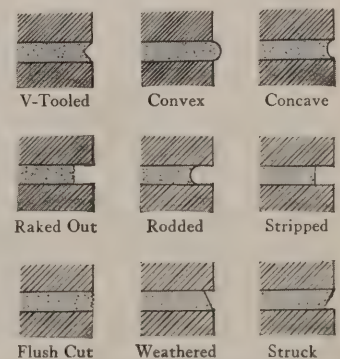 V-Tooled Convex Concave
Raked Out Rodded Stripped
Flush Cut Weathered Struck